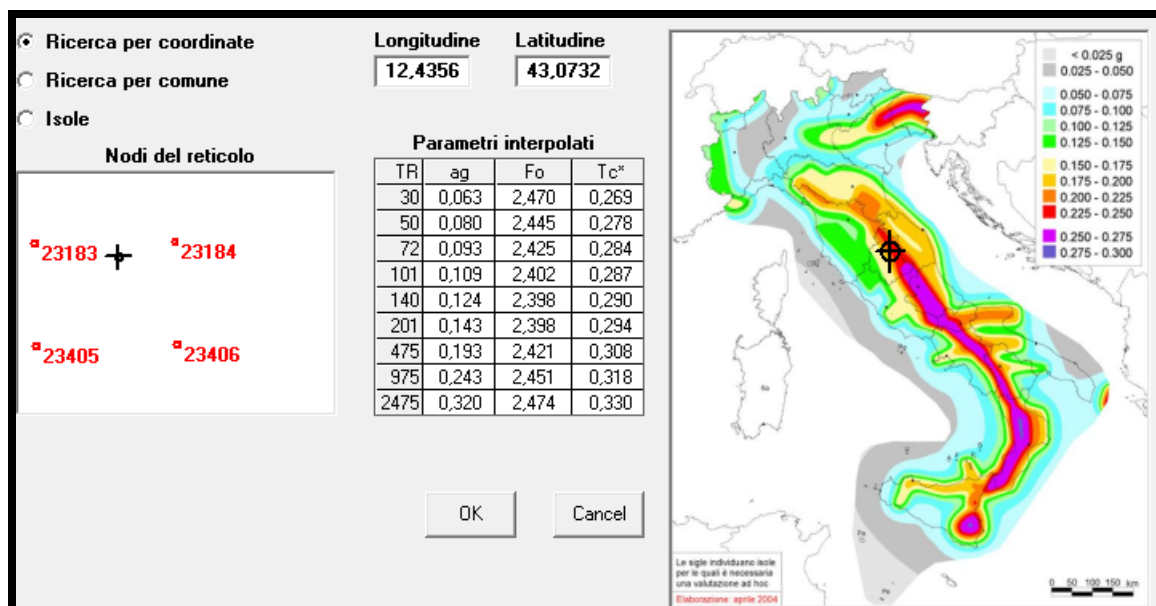 Ricerca per coordinate
Ricerca per comune
Isole
Longitudine Latitudine
12,4356 43,0732
Nodi del reticolo
23183 23184
23405 23406
Parametri interpolati
TR ag Fo Tc*
30 0,063 2,470 0,269
50 0,080 2,445 0,278
72 0,093 2,425 0,284
101 0,109 2,402 0,287
140 0,124 2,398 0,290
201 0,143 2,398 0,294
475 0,193 2,421 0,308
975 0,243 2,451 0,318
2475 0,320 2,474 0,330
OK Cancel
< 0.025 g
0.025 - 0.050
0.050 - 0.075
0.075 - 0.100
0.100 - 0.125
0.125 - 0.150
0.150 - 0.175
0.175 - 0.200
0.200 - 0.225
0.225 - 0.250
0.250 - 0.275
0.275 - 0.300
Le sigle individuano isole
per le quali è necessaria
una valutazione ad hoc
Elaborazione: aprile 2004
0 50 100 150 km